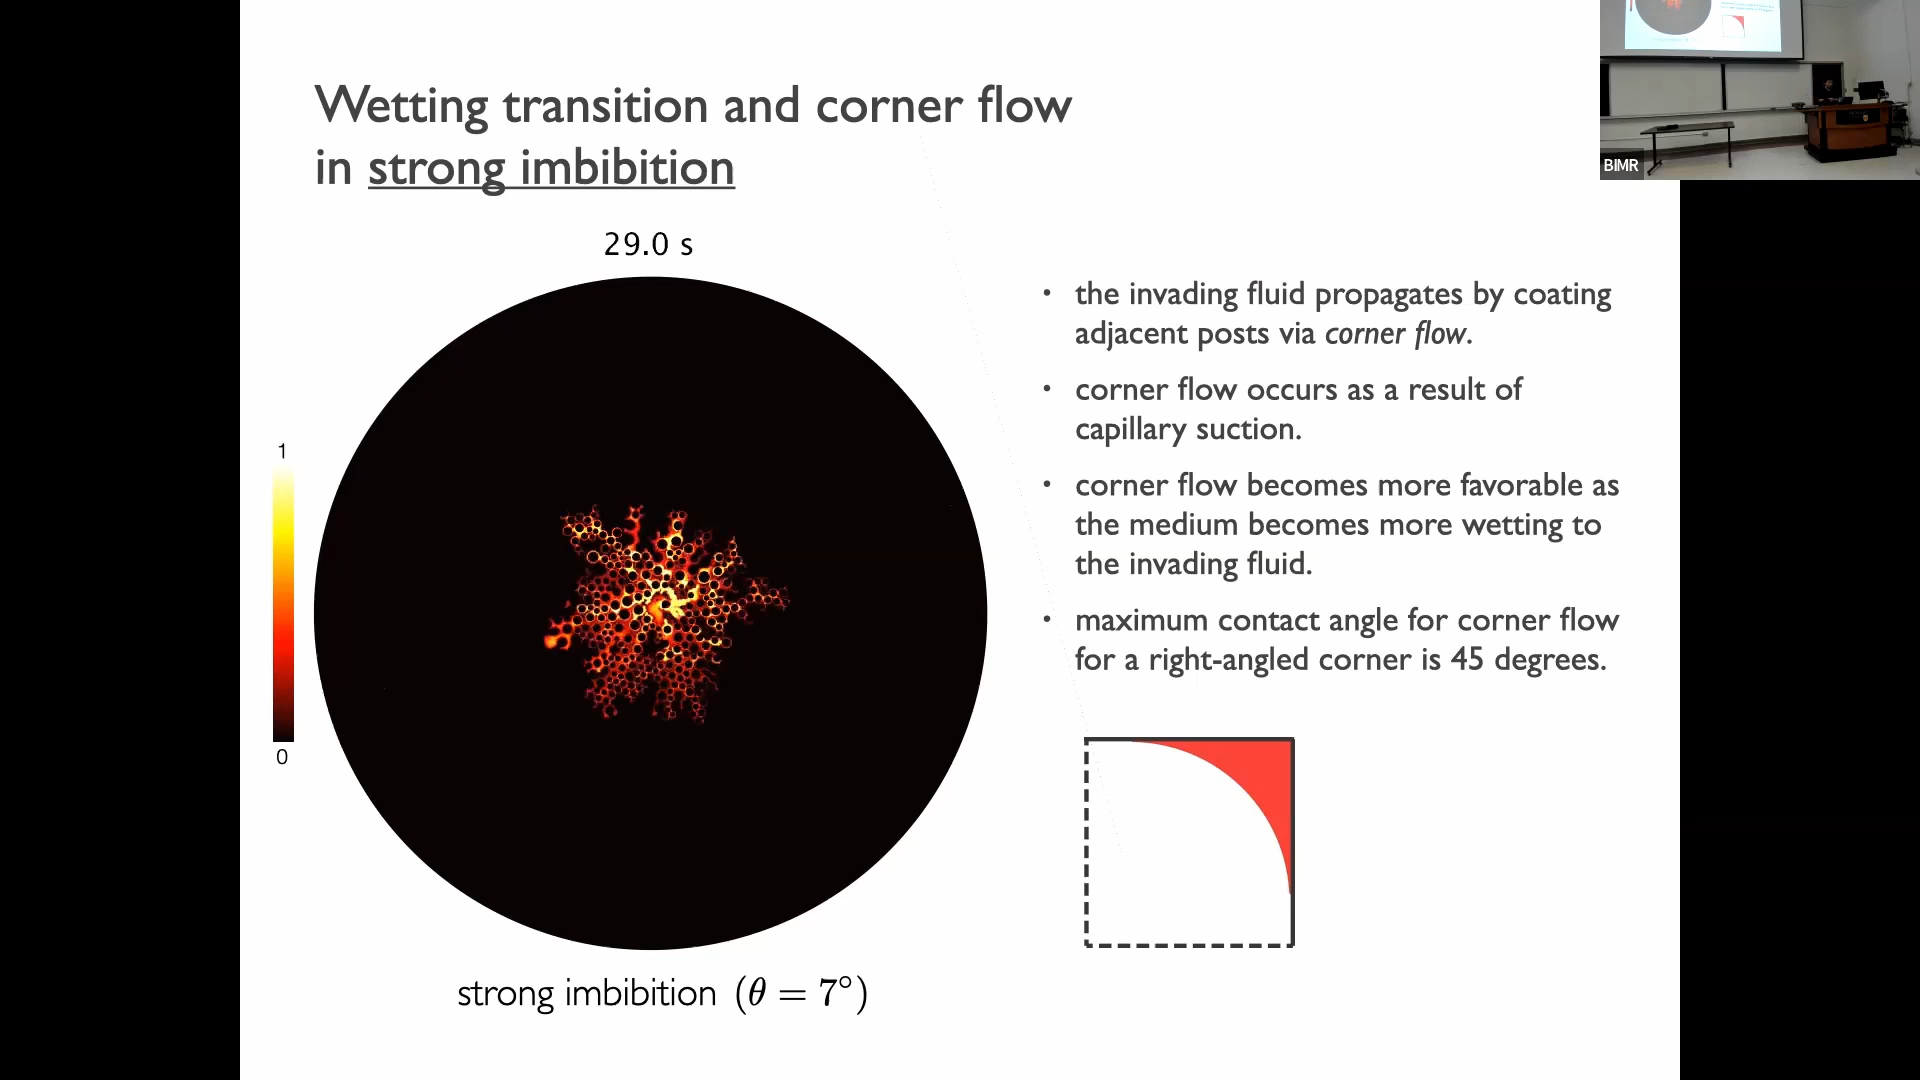 Wetting transition and corner flow
in strong imbibition
29.0 s
1
0
strong imbibition (θ = 7°)
• the invading fluid propagates by coating
adjacent posts via corner flow.
• corner flow occurs as a result of
capillary suction.
• corner flow becomes more favorable as
the medium becomes more wetting to
the invading fluid.
• maximum contact angle for corner flow
for a right-angled corner is 45 degrees.
BIMR